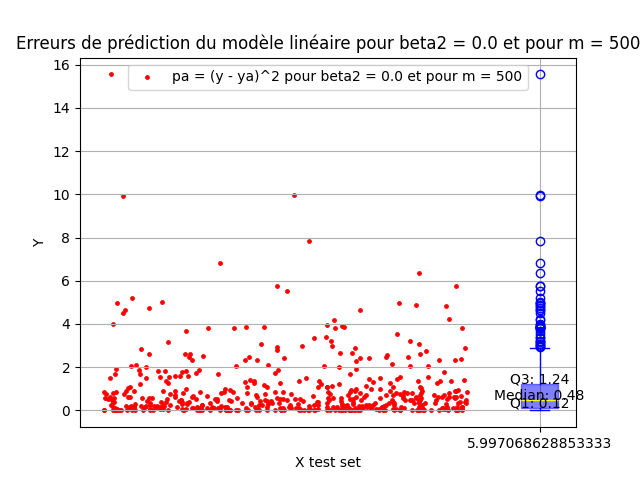 Erreurs de prédiction du modèle linéaire pour beta2 = 0.0 et pour m = 500
pa = (y - ya)^2 pour beta2 = 0.0 et pour m = 500
16
14
12
10
8
6
4
2
0
Y
Q3: 1.24
Median: 0.48
Q1: 0.12
5.997068628853333
X test set